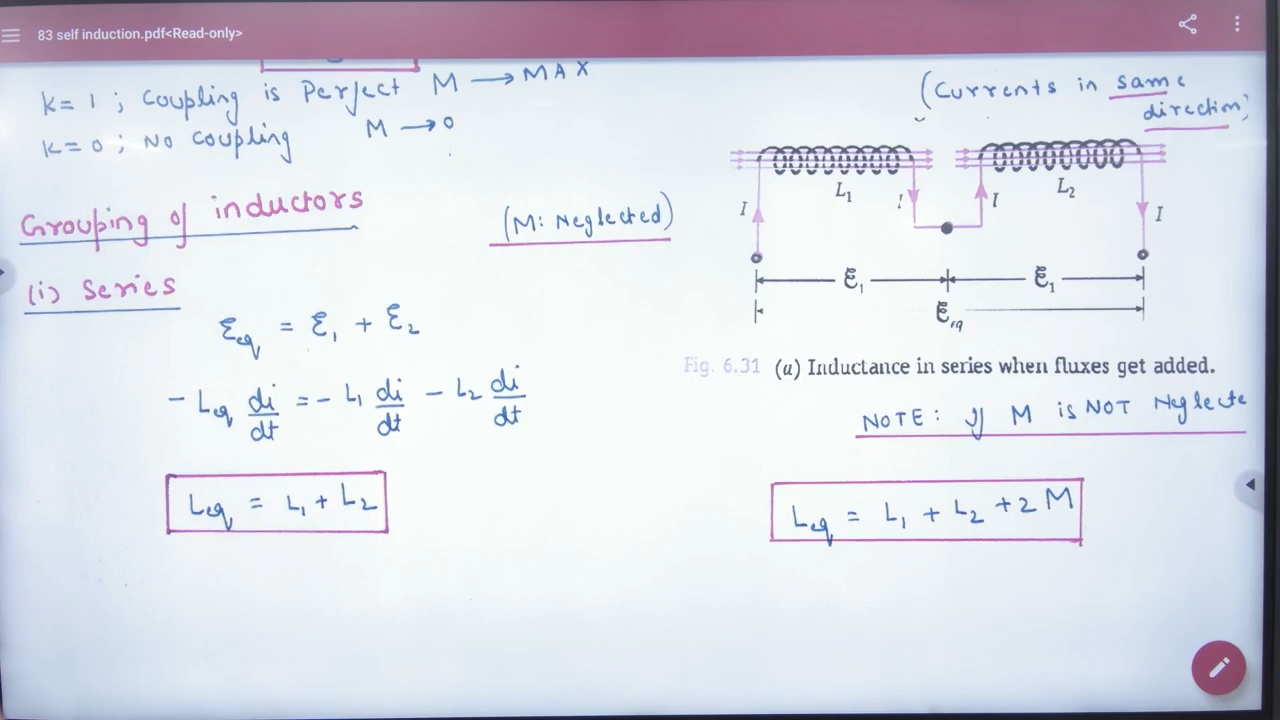 83 self induction.pdf<Read-only>
K=1 ; Coupling is Perfect M → MAX
K=0 ; No coupling M → 0
(Currents in same
direction)
Grouping of inductors
(M: Neglected)
(i) Series
L₁
L₂
I
I
I
I
ℰ₁
ℰ₁
ℰeq
ℰeq = ℰ₁ + ℰ₂
Fig. 6.31 (a) Inductance in series when fluxes get added.
- Leq di/dt = - L₁ di/dt - L₂ di/dt
NOTE: If M is NOT Neglecte
Leq = L₁ + L₂
Leq = L₁ + L₂ + 2M